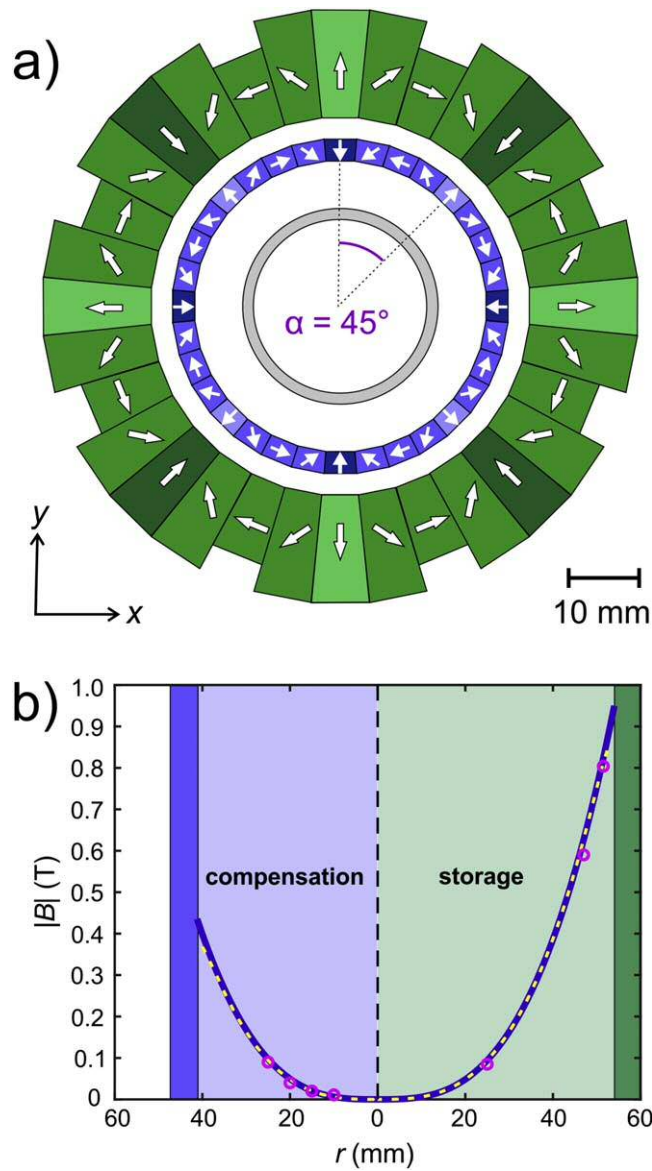 a)
α = 45°
y
x
10 mm
b)
1.0
0.9
0.8
0.7
0.6
0.5
0.4
0.3
0.2
0.1
0
|B| (T)
compensation
storage
60 40 20 0 20 40 60
r (mm)